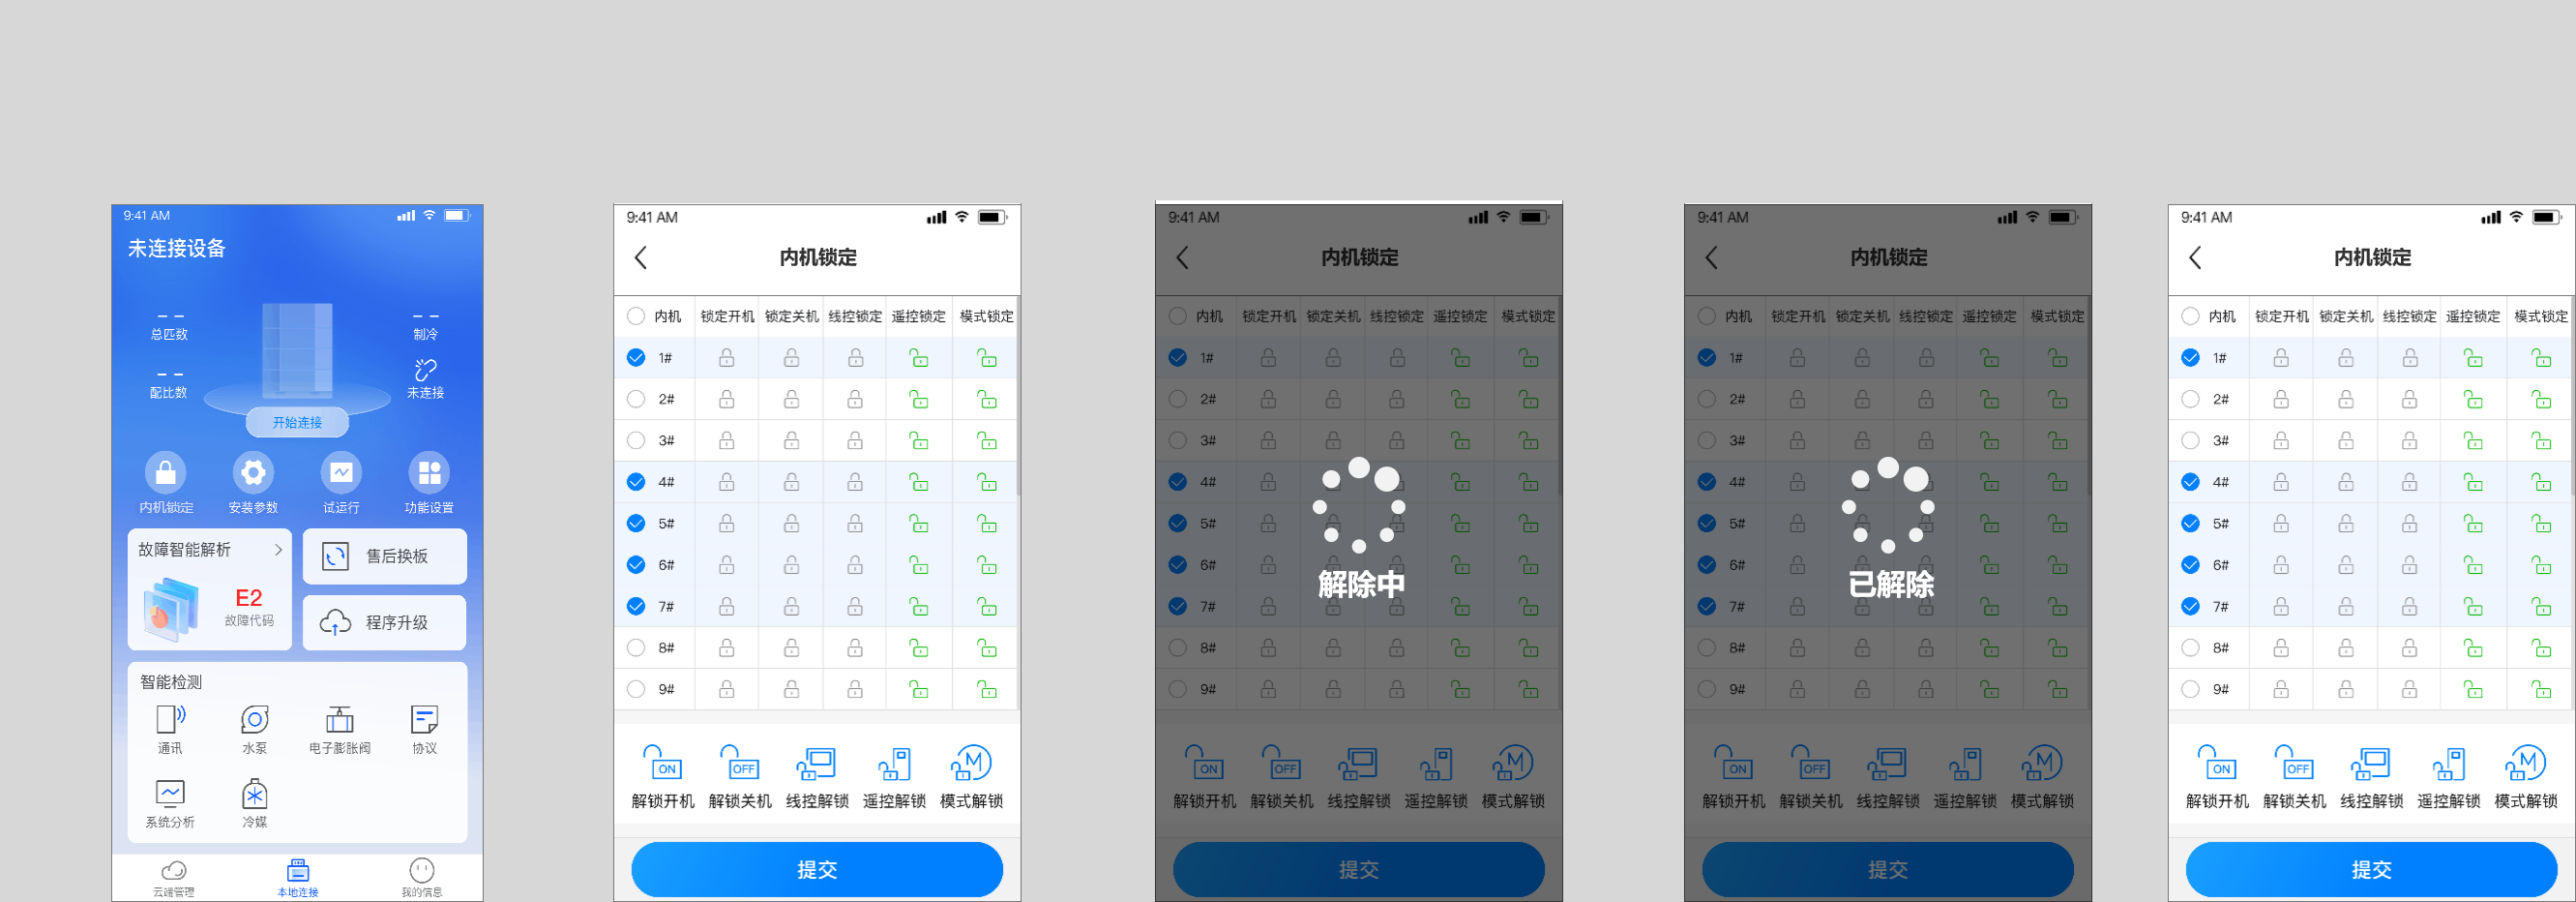 9:41 AM
未连接设备
— —
总匹数
— —
制冷
— —
配比数
未连接
开始连接
内机锁定 安装参数 试运行 功能设置
故障智能解析
E2
故障代码
售后换板
程序升级
智能检测
通讯 水泵 电子膨胀阀 协议
系统分析 冷媒
云端管理 本地连接 我的信息
9:41 AM
内机锁定
内机 锁定开机 锁定关机 线控锁定 遥控锁定 模式锁定
1#
2#
3#
4#
5#
6#
7#
8#
9#
ON OFF M
解锁开机 解锁关机 线控解锁 遥控解锁 模式解锁
提交
9:41 AM
内机锁定
内机 锁定开机 锁定关机 线控锁定 遥控锁定 模式锁定
1#
2#
3#
4#
5#
6#
7#
8#
9#
解除中
ON OFF M
解锁开机 解锁关机 线控解锁 遥控解锁 模式解锁
提交
9:41 AM
内机锁定
内机 锁定开机 锁定关机 线控锁定 遥控锁定 模式锁定
1#
2#
3#
4#
5#
6#
7#
8#
9#
已解除
ON OFF M
解锁开机 解锁关机 线控解锁 遥控解锁 模式解锁
提交
9:41 AM
内机锁定
内机 锁定开机 锁定关机 线控锁定 遥控锁定 模式锁定
1#
2#
3#
4#
5#
6#
7#
8#
9#
ON OFF M
解锁开机 解锁关机 线控解锁 遥控解锁 模式解锁
提交